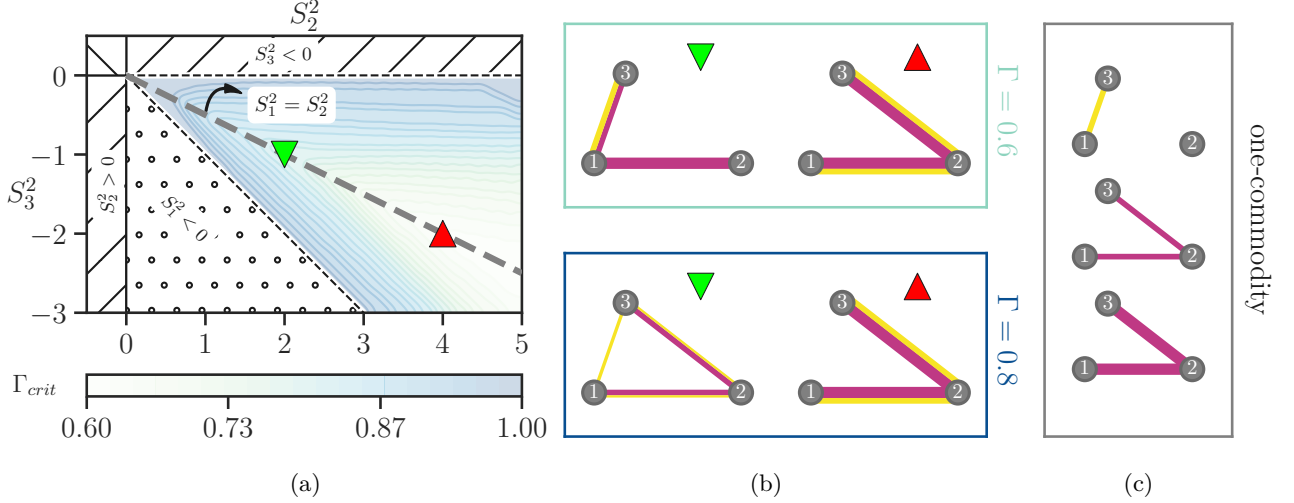 S_2^2
S_3^2 < 0
0
S_1^2 = S_2^2
−1
S_3^2
S_2^2 > 0
S_1^2 < 0
−2
−3
0 1 2 3 4 5
Γ_crit
0.60 0.73 0.87 1.00
(a)
3
1 2
3
1 2
Γ = 0.6
3
1 2
3
1 2
Γ = 0.8
(b)
3
1 2
3
1 2
3
1 2
one-commodity
(c)